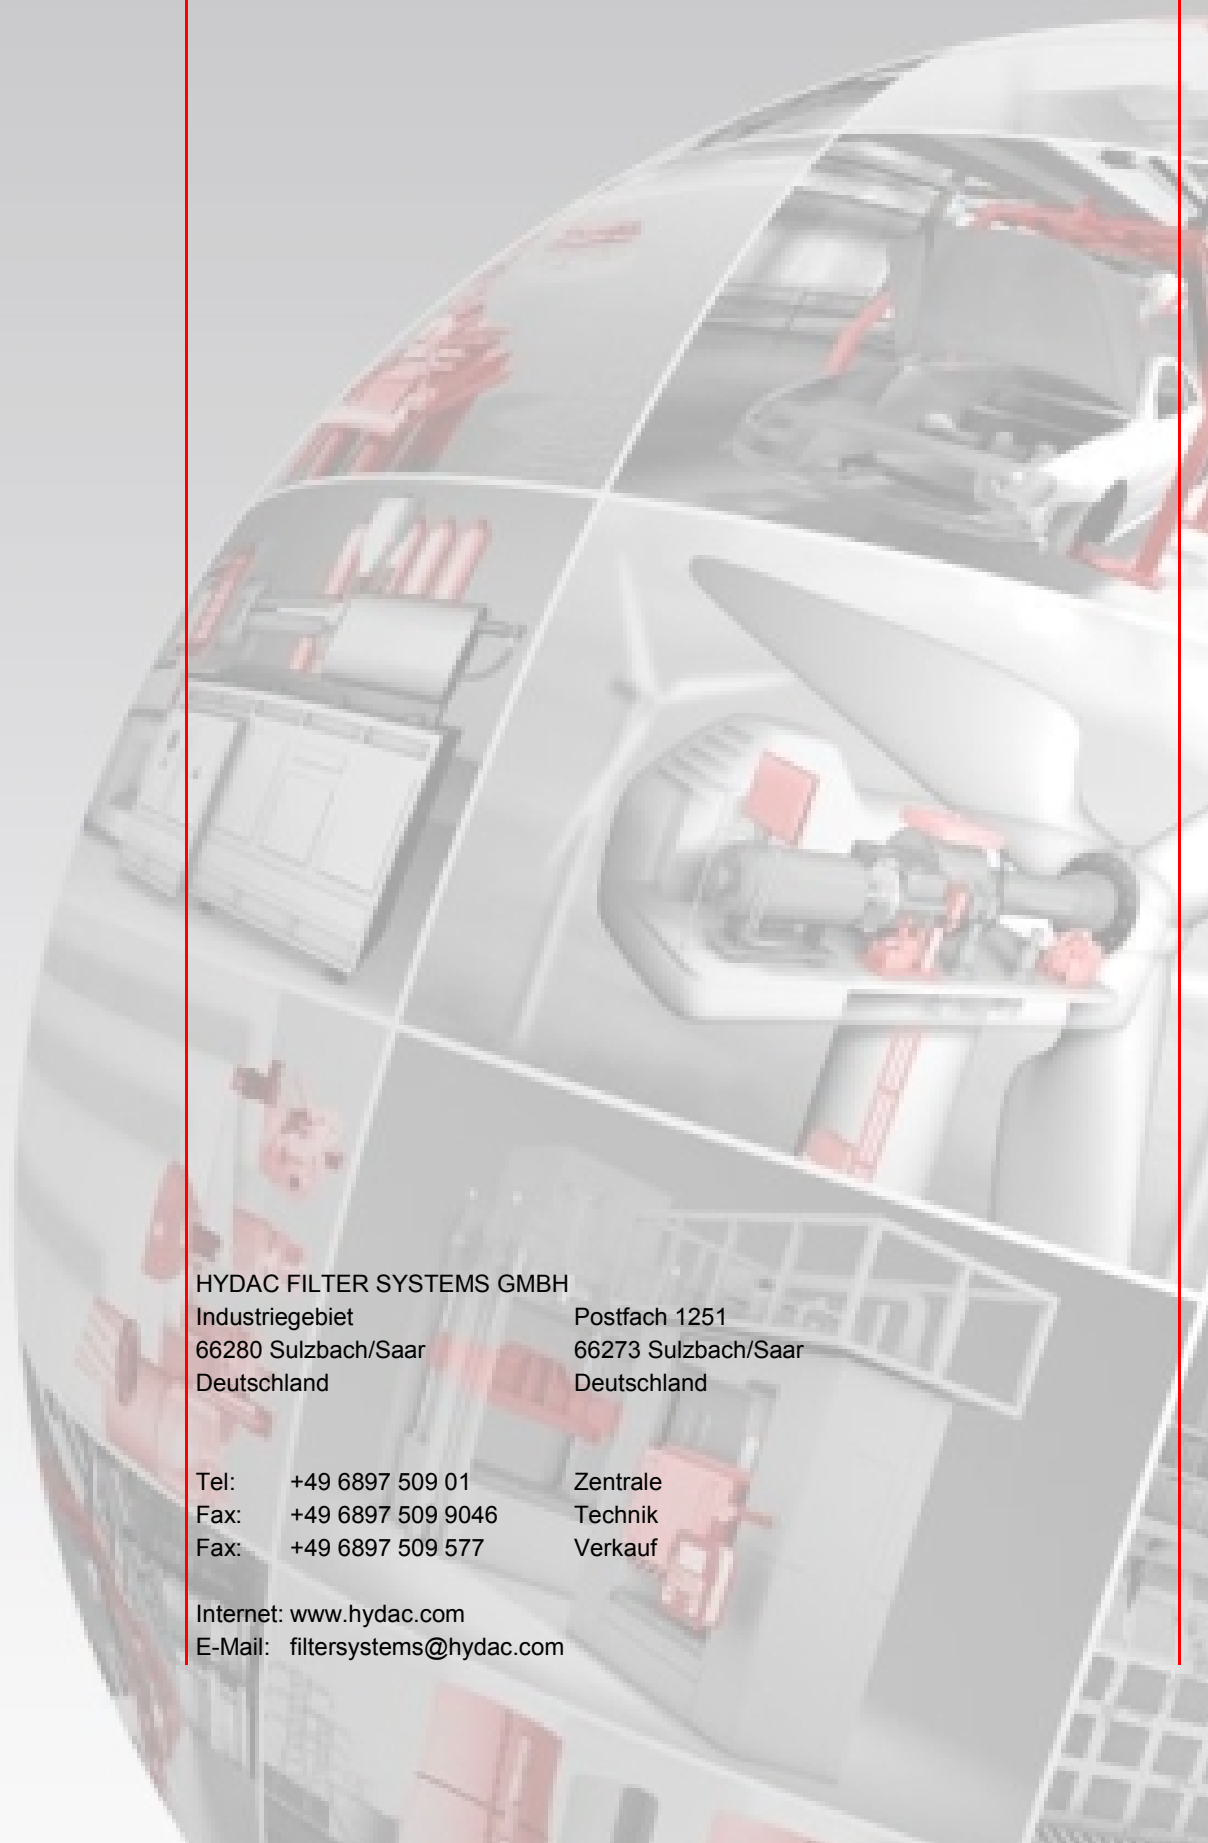 HYDAC FILTER SYSTEMS GMBH
Industriegebiet Postfach 1251
66280 Sulzbach/Saar 66273 Sulzbach/Saar
Deutschland Deutschland
Tel: +49 6897 509 01 Zentrale
Fax: +49 6897 509 9046 Technik
Fax: +49 6897 509 577 Verkauf
Internet: www.hydac.com
E-Mail: filtersystems@hydac.com